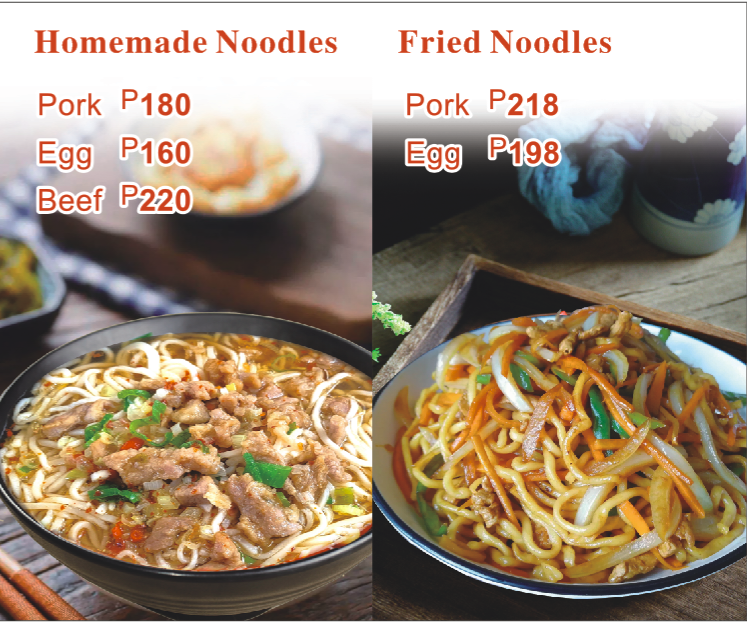 Homemade Noodles
Pork P180
Egg P160
Beef P220
Fried Noodles
Pork P218
Egg P198